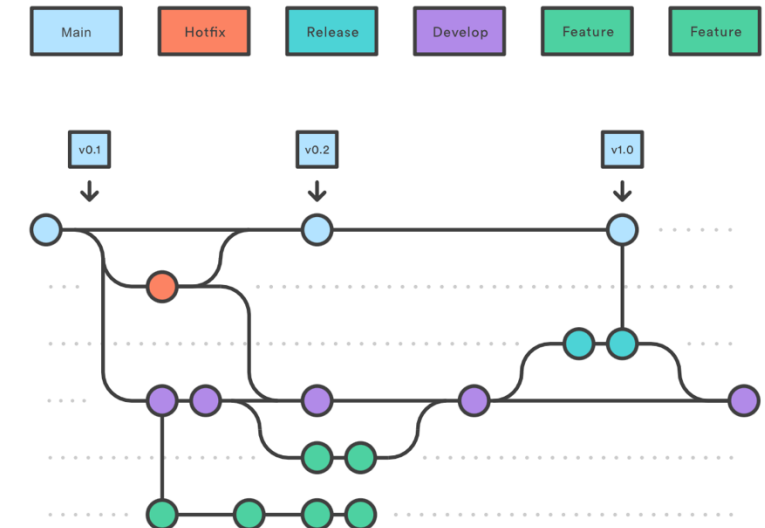 Main
Hotfix
Release
Develop
Feature
Feature
v0.1
v0.2
v1.0